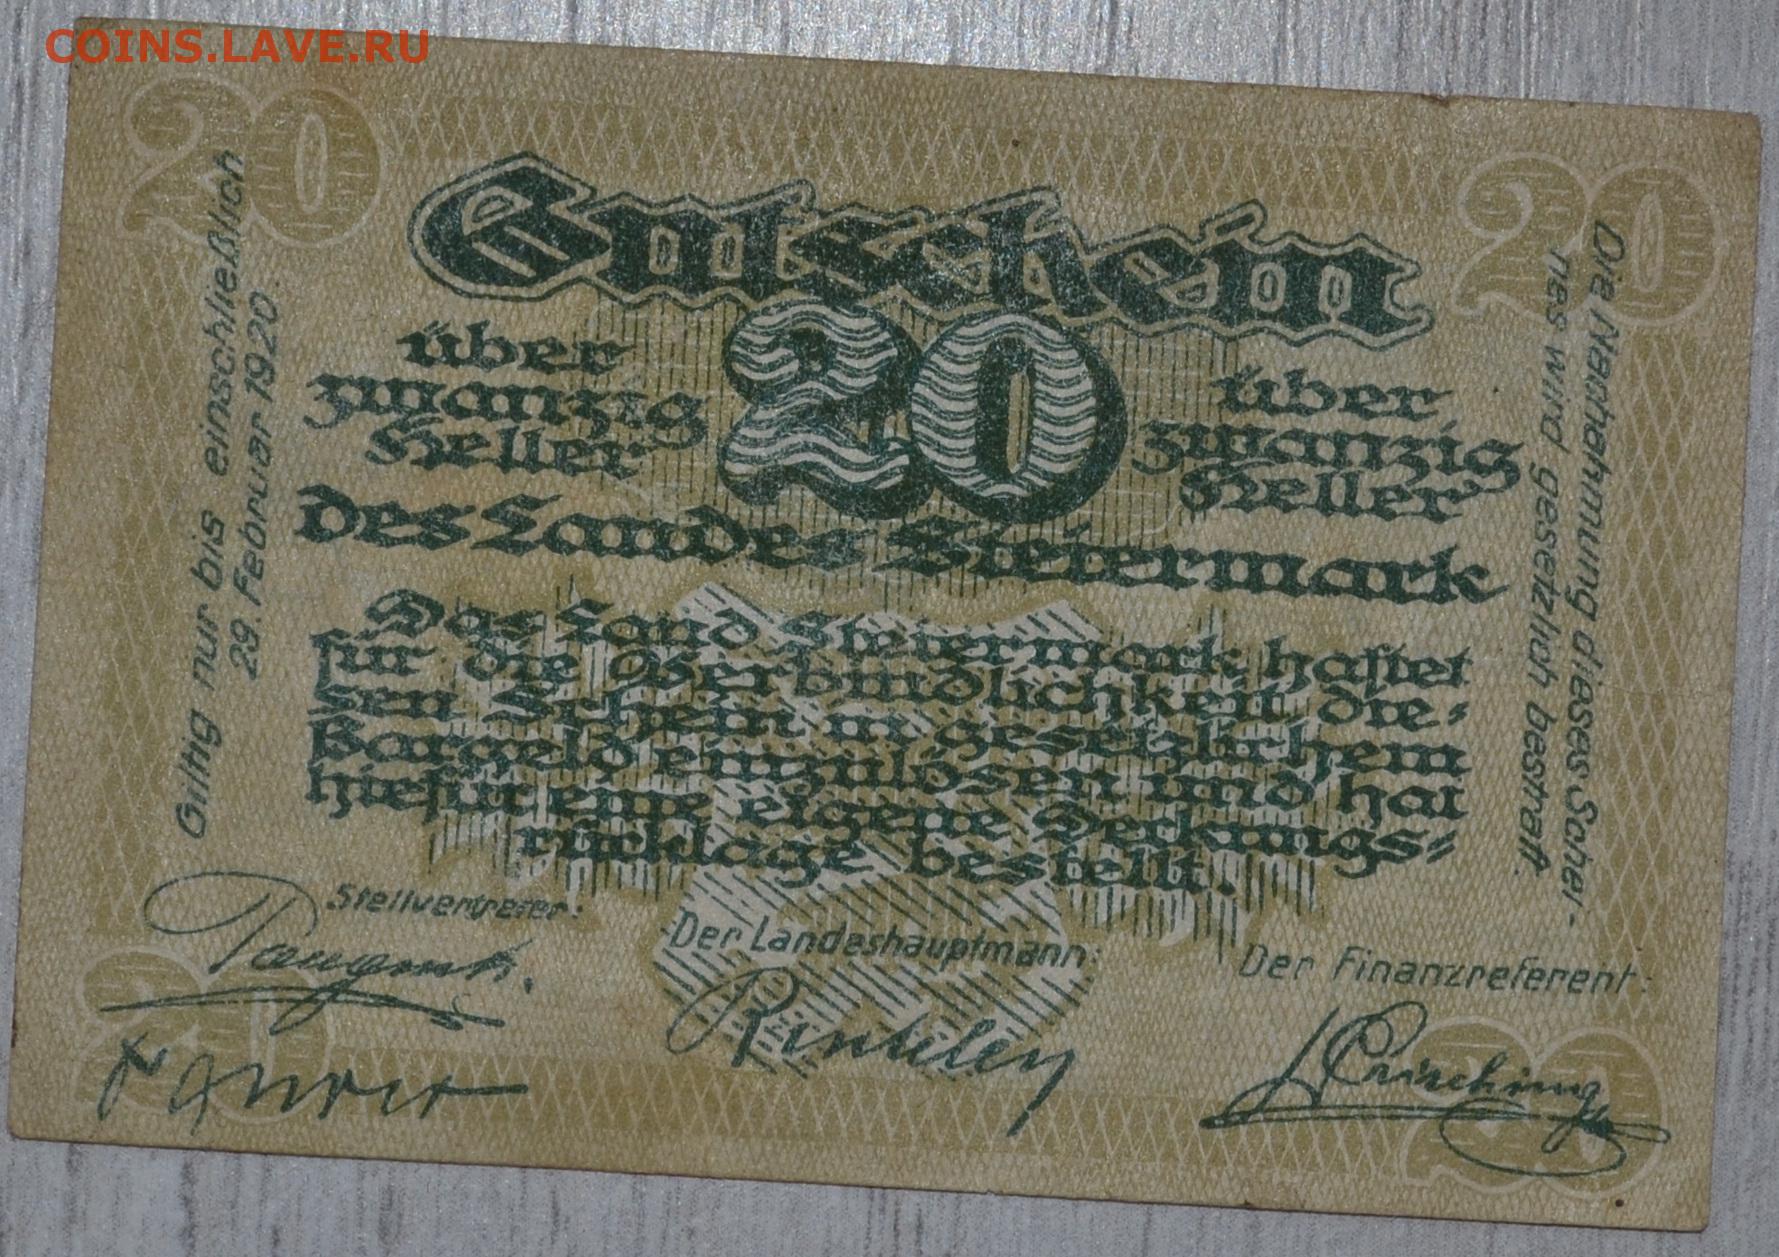 COINS.LAVE.RU
20
20
Giltig nur bis einschließlich
29. Februar 1920.
Gutschein
über
zwanzig
Heller
20
über
zwanzig
Heller
des Landes Steiermark
Das Land Steiermark haftet
für die Verbindlichkeit die-
sen Schein in gesetzlichem
Bargeld einzulösen und hat
hiefür eine eigene Deckungs-
rücklage bestellt.
Die Nachahmung dieses Schei-
nes wird gesetzlich bestraft.
Stellvertreter:
Der Landeshauptmann:
Rintelen
Der Finanzreferent:
20
20